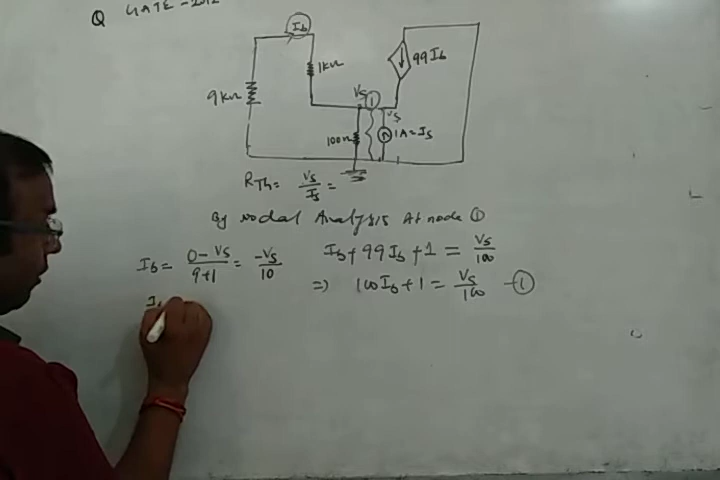 Q GATE - 2012
Ib
1KΩ
99Ib
9KΩ
Vs 1
Vs
100Ω
1A=Is
RTh = Vs/Is =
By nodal Analysis At node 1
Ib = 0-Vs/9+1 = -Vs/10
Ib + 99Ib + 1 = Vs/100
⇒ 100Ib + 1 = Vs/100 - 1
I